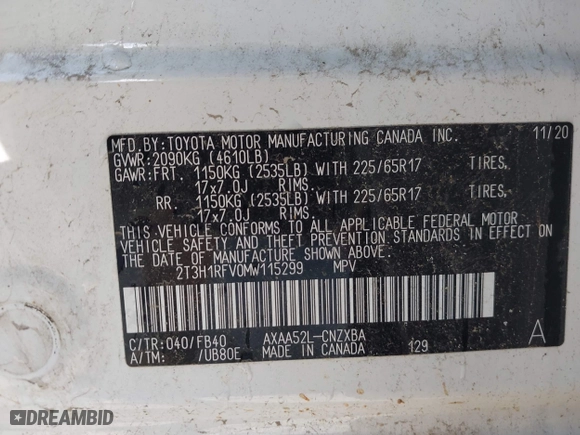 MFD.BY:TOYOTA MOTOR MANUFACTURING CANADA INC. 11/20
GVWR:2090KG (4610LB)
GAWR:FRT. 1150KG (2535LB) WITH 225/65R17 TIRES,
17x7.0J RIMS.
RR. 1150KG (2535LB) WITH 225/65R17 TIRES,
17x7.0J RIMS.
THIS VEHICLE CONFORMS TO ALL APPLICABLE FEDERAL MOTOR
VEHICLE SAFETY AND THEFT PREVENTION STANDARDS IN EFFECT ON
THE DATE OF MANUFACTURE SHOWN ABOVE.
2T3H1RFV0MW115299 MPV
C/TR:040/FB40 AXAA52L-CNZXBA A
A/TM: /UB80E MADE IN CANADA 129
DREAMBID